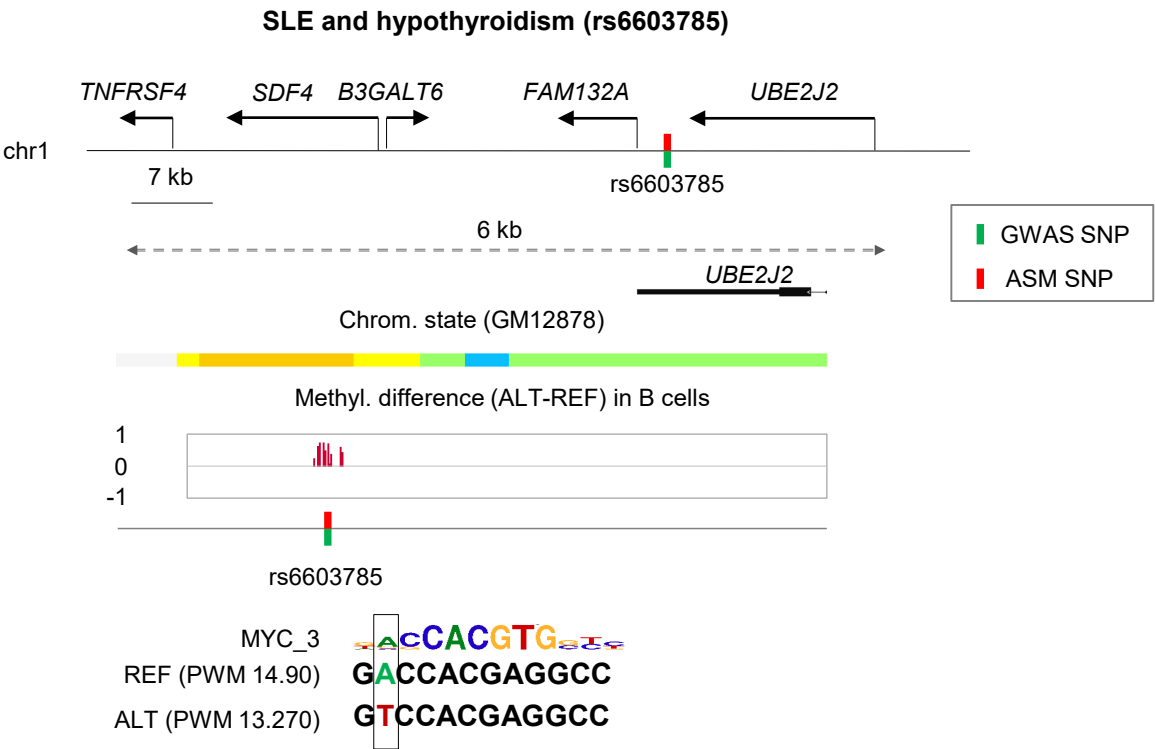 SLE and hypothyroidism (rs6603785)
TNFRSF4 SDF4 B3GALT6 FAM132A UBE2J2
chr1
7 kb
rs6603785
6 kb
GWAS SNP
ASM SNP
UBE2J2
Chrom. state (GM12878)
Methyl. difference (ALT-REF) in B cells
1
0
-1
rs6603785
MYC_3 ACCACGTG
REF (PWM 14.90) GACCACGAGGCC
ALT (PWM 13.270) GTCCACGAGGCC